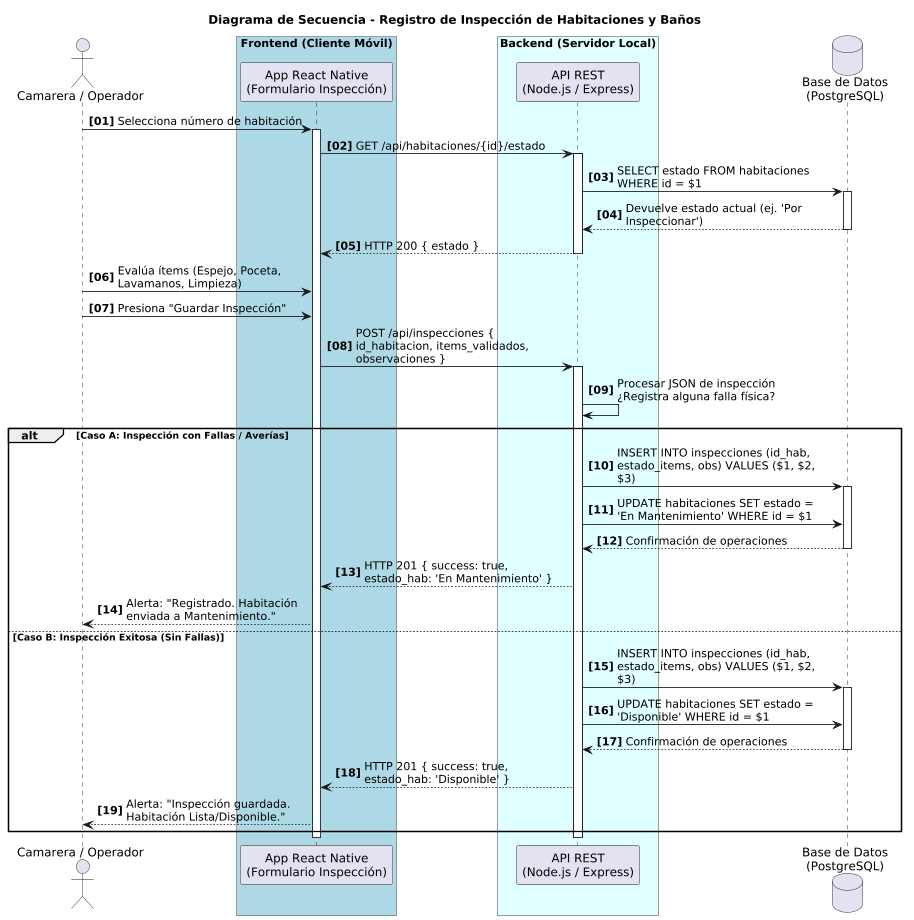 Diagrama de Secuencia - Registro de Inspección de Habitaciones y Baños
Frontend (Cliente Móvil)
Backend (Servidor Local)
Camarera / Operador
App React Native
(Formulario Inspección)
API REST
(Node.js / Express)
Base de Datos
(PostgreSQL)
[01] Selecciona número de habitación
[02] GET /api/habitaciones/{id}/estado
[03] SELECT estado FROM habitaciones
WHERE id = $1
[04] Devuelve estado actual (ej. 'Por
Inspeccionar')
[05] HTTP 200 { estado }
[06] Evalúa ítems (Espejo, Poceta,
Lavamanos, Limpieza)
[07] Presiona "Guardar Inspección"
[08] POST /api/inspecciones {
id_habitacion, items_validados,
observaciones }
[09] Procesar JSON de inspección
¿Registra alguna falla física?
alt [Caso A: Inspección con Fallas / Averías]
[10] INSERT INTO inspecciones (id_hab,
estado_items, obs) VALUES ($1, $2,
$3)
[11] UPDATE habitaciones SET estado =
'En Mantenimiento' WHERE id = $1
[12] Confirmación de operaciones
[13] HTTP 201 { success: true,
estado_hab: 'En Mantenimiento' }
[14] Alerta: "Registrado. Habitación
enviada a Mantenimiento."
[Caso B: Inspección Exitosa (Sin Fallas)]
[15] INSERT INTO inspecciones (id_hab,
estado_items, obs) VALUES ($1, $2,
$3)
[16] UPDATE habitaciones SET estado =
'Disponible' WHERE id = $1
[17] Confirmación de operaciones
[18] HTTP 201 { success: true,
estado_hab: 'Disponible' }
[19] Alerta: "Inspección guardada.
Habitación Lista/Disponible."
Camarera / Operador
App React Native
(Formulario Inspección)
API REST
(Node.js / Express)
Base de Datos
(PostgreSQL)